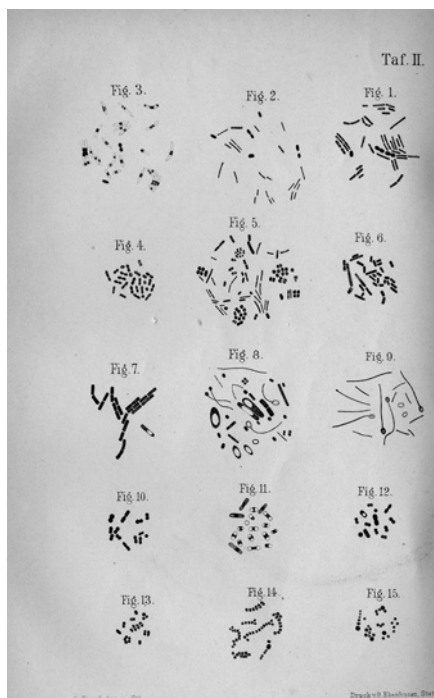 Taf. II.
Fig. 3. Fig. 2. Fig. 1.
Fig. 4. Fig. 5. Fig. 6.
Fig. 7. Fig. 8. Fig. 9.
Fig. 10. Fig. 11. Fig. 12.
Fig. 13. Fig. 14. Fig. 15.
Druck